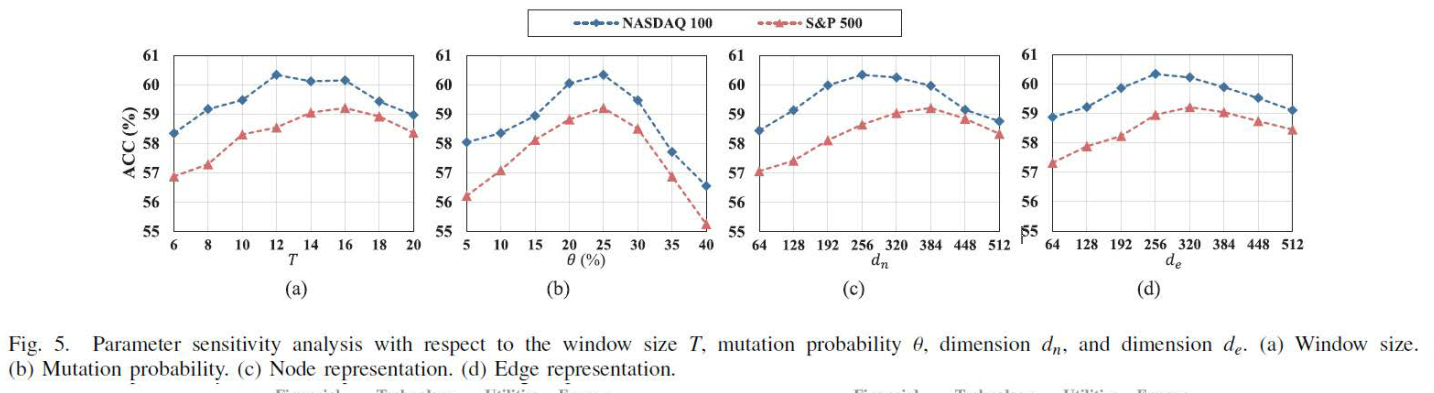 NASDAQ 100 S&P 500
61 61 61 61
60 60 60 60
59 59 59 59
58 58 58 58
57 57 57 57
56 56 56 56
55 55 55
ACC (%)
6 8 10 12 14 16 18 20 5 10 15 20 25 30 35 40 64 128 192 256 320 384 448 512 64 128 192 256 320 384 448 512
T θ (%) dn de
(a) (b) (c) (d)
Fig. 5. Parameter sensitivity analysis with respect to the window size T, mutation probability θ, dimension dn, and dimension de. (a) Window size.
(b) Mutation probability. (c) Node representation. (d) Edge representation.